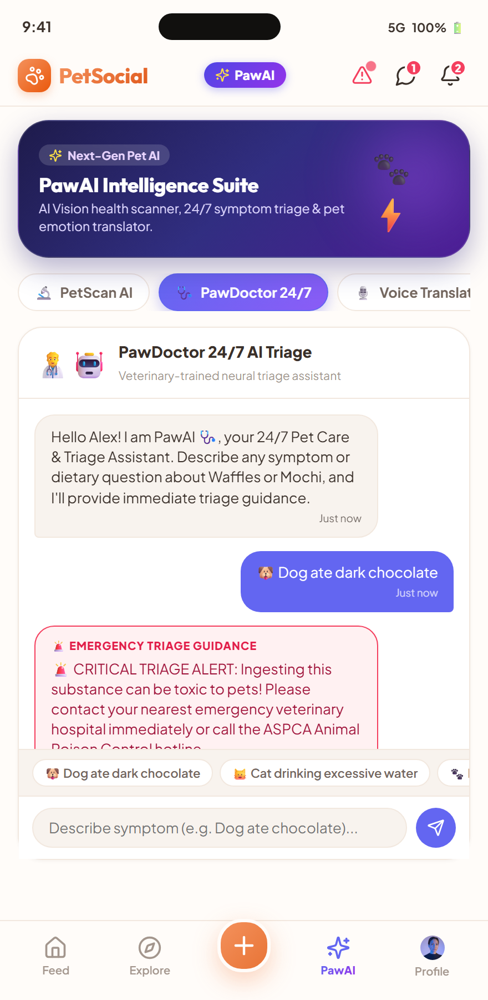 9:41
5G 100%
PetSocial
PawAI
1
2
Next-Gen Pet AI
PawAI Intelligence Suite
AI Vision health scanner, 24/7 symptom triage & pet
emotion translator.
PetScan AI
PawDoctor 24/7
Voice Translat
PawDoctor 24/7 AI Triage
Veterinary-trained neural triage assistant
Hello Alex! I am PawAI 🩺, your 24/7 Pet Care
& Triage Assistant. Describe any symptom or
dietary question about Waffles or Mochi, and
I'll provide immediate triage guidance.
Just now
🐶 Dog ate dark chocolate
Just now
🚨 EMERGENCY TRIAGE GUIDANCE
🚨 CRITICAL TRIAGE ALERT: Ingesting this
substance can be toxic to pets! Please
contact your nearest emergency veterinary
hospital immediately or call the ASPCA Animal
Poison Control hotline
🐶 Dog ate dark chocolate
🐱 Cat drinking excessive water
Describe symptom (e.g. Dog ate chocolate)...
Feed
Explore
PawAI
Profile